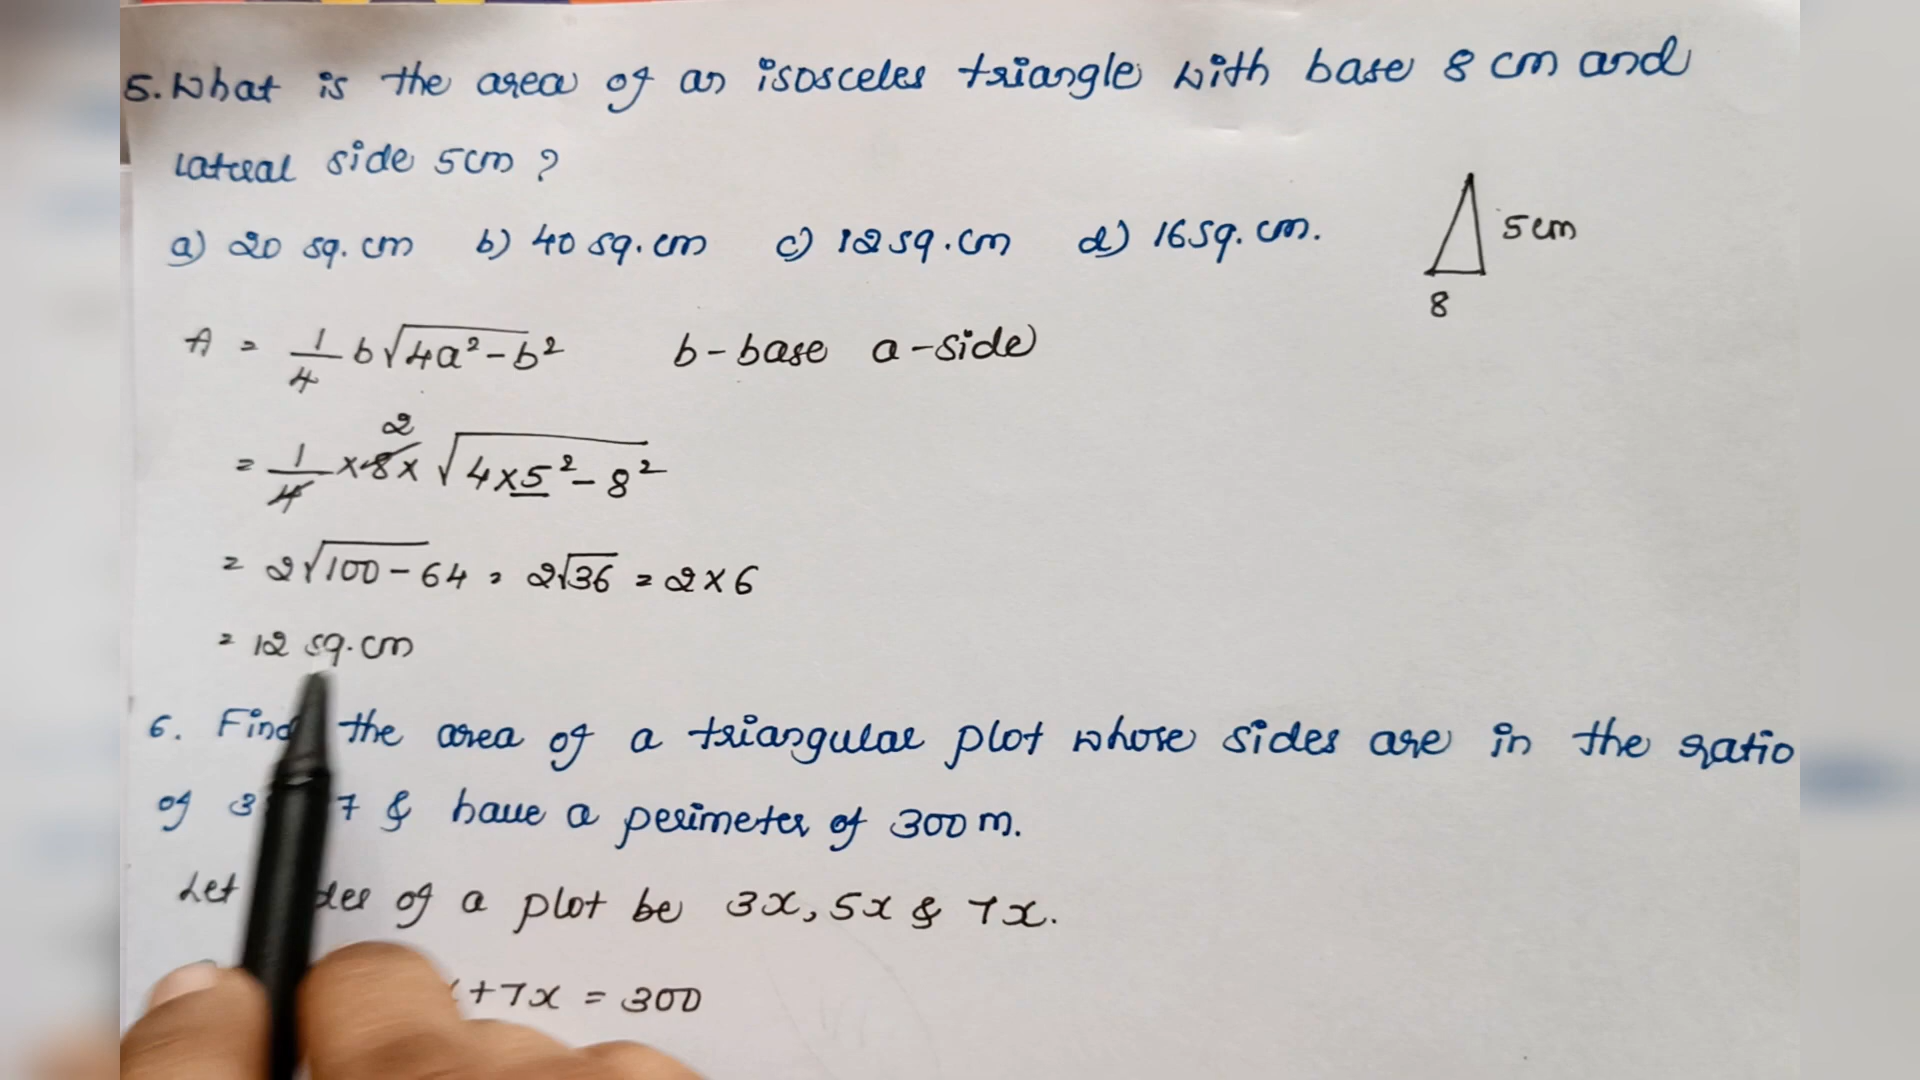 5. What is the area of an isosceles triangle with base 8 cm and
lateral side 5cm ?
a) 20 sq. cm b) 40 sq. cm c) 12 sq. cm d) 16 sq. cm.
5 cm
8
A = 1/4 b√4a² - b² b - base a - side
= 1/4 × 8 × √4 × 5² - 8²
2
= 2√100 - 64 = 2√36 = 2 × 6
= 12 sq. cm
6. Find the area of a triangular plot whose sides are in the ratio
of 3 7 & have a perimeter of 300 m.
Let of a plot be 3x, 5x & 7x.
+ 7x = 300